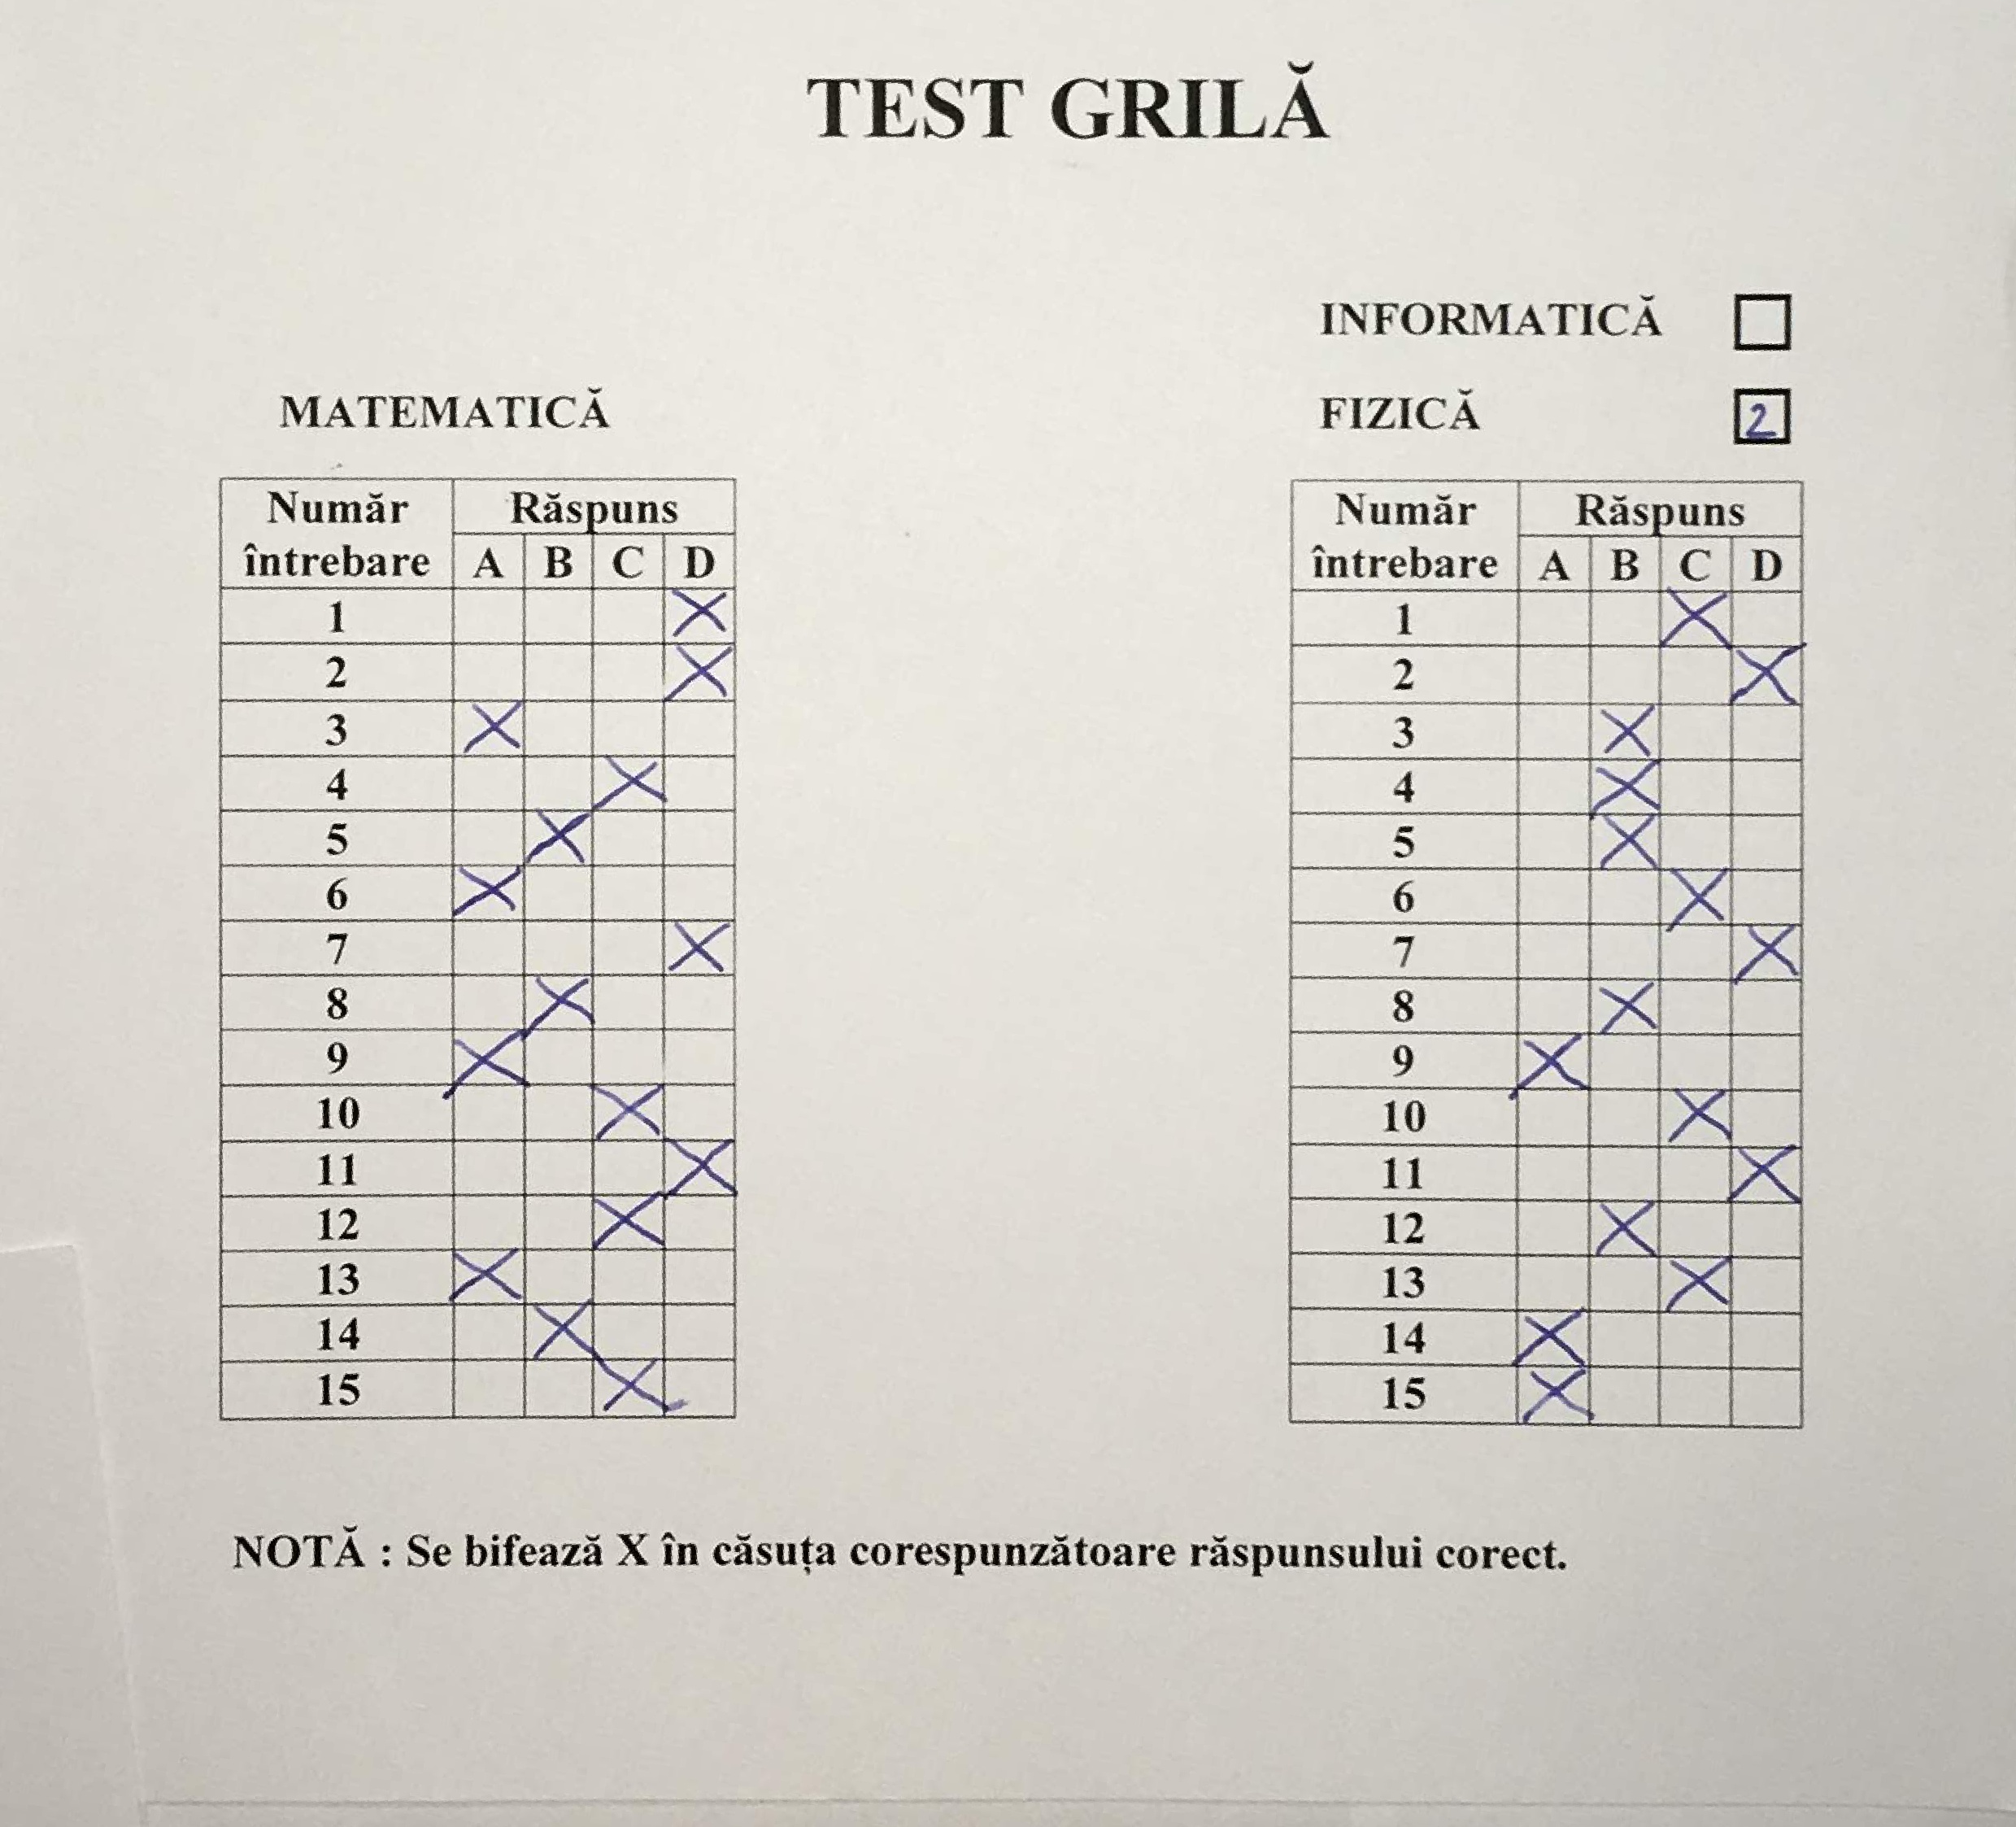 TEST GRILĂ
INFORMATICĂ
MATEMATICĂ
FIZICĂ 2
Număr întrebare Răspuns
A B C D
1 X
2 X
3 X
4 X
5 X
6 X
7 X
8 X
9 X
10 X
11 X
12 X
13 X
14 X
15 X
Număr întrebare Răspuns
A B C D
1 X
2 X
3 X
4 X
5 X
6 X
7 X
8 X
9 X
10 X
11 X
12 X
13 X
14 X
15 X
NOTĂ : Se bifează X în căsuța corespunzătoare răspunsului corect.